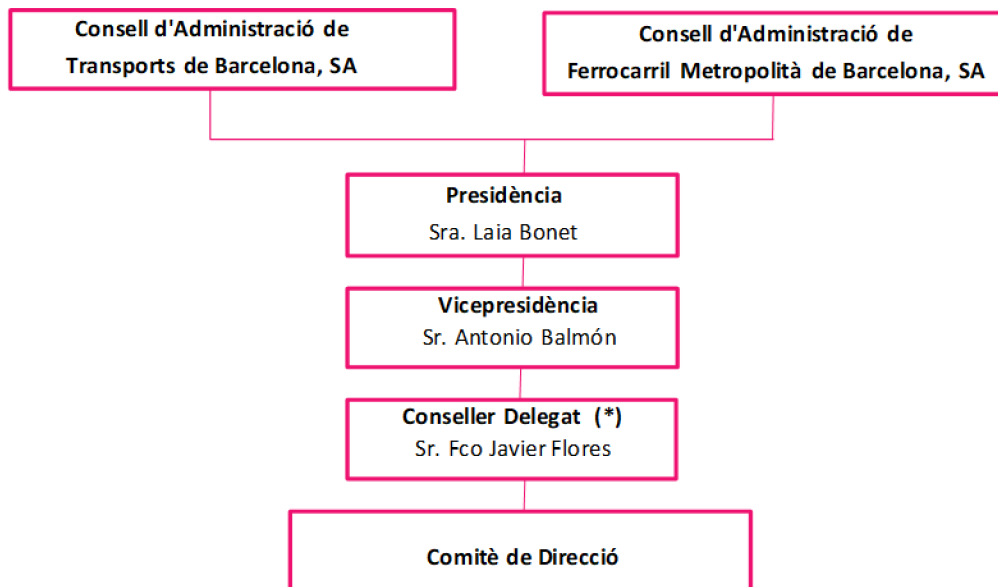 Consell d'Administració de
Transports de Barcelona, SA
Consell d'Administració de
Ferrocarril Metropolità de Barcelona, SA
Presidència
Sra. Laia Bonet
Vicepresidència
Sr. Antonio Balmón
Conseller Delegat (*)
Sr. Fco Javier Flores
Comitè de Direcció